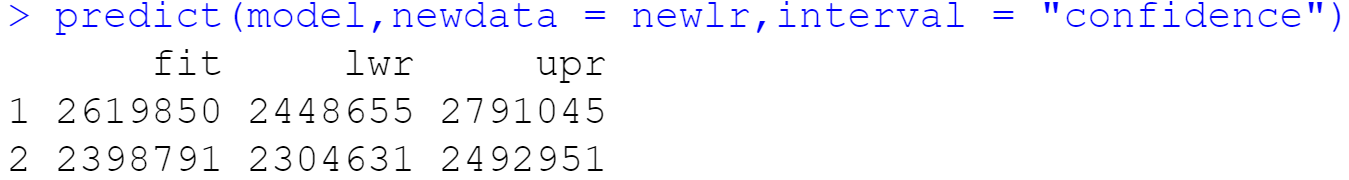 > predict(model,newdata = newlr,interval = "confidence")
      fit     lwr     upr
1 2619850 2448655 2791045
2 2398791 2304631 2492951